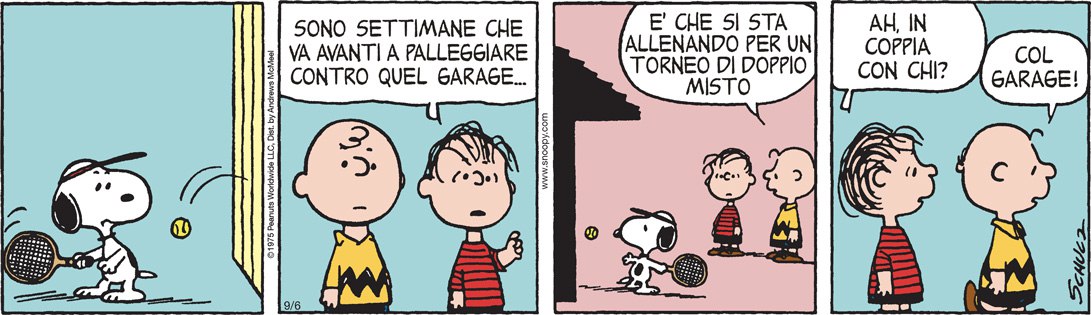 SONO SETTIMANE CHE
VA AVANTI A PALLEGGIARE
CONTRO QUEL GARAGE...
©1975 Peanuts Worldwide LLC, Dist. by Andrews McMeel
9/6
www.snoopy.com
E' CHE SI STA
ALLENANDO PER UN
TORNEO DI DOPPIO
MISTO
AH, IN
COPPIA
CON CHI?
COL
GARAGE!
SCHULZ